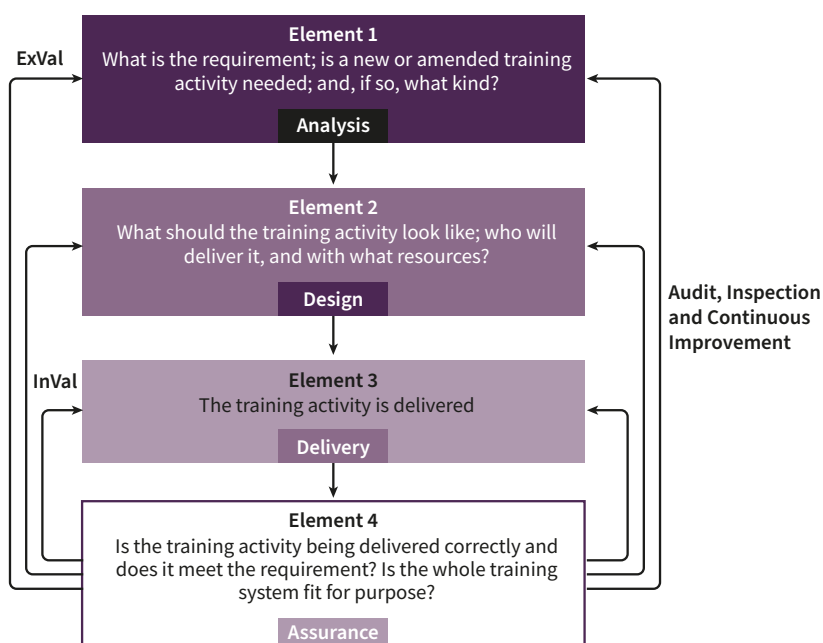 Element 1
ExVal
What is the requirement; is a new or amended training
activity needed; and, if so, what kind?
Analysis
Element 2
What should the training activity look like; who will
deliver it, and with what resources?
Design
Audit, Inspection
and Continuous
Improvement
InVal
Element 3
The training activity is delivered
Delivery
Element 4
Is the training activity being delivered correctly and
does it meet the requirement? Is the whole training
system fit for purpose?
Assurance